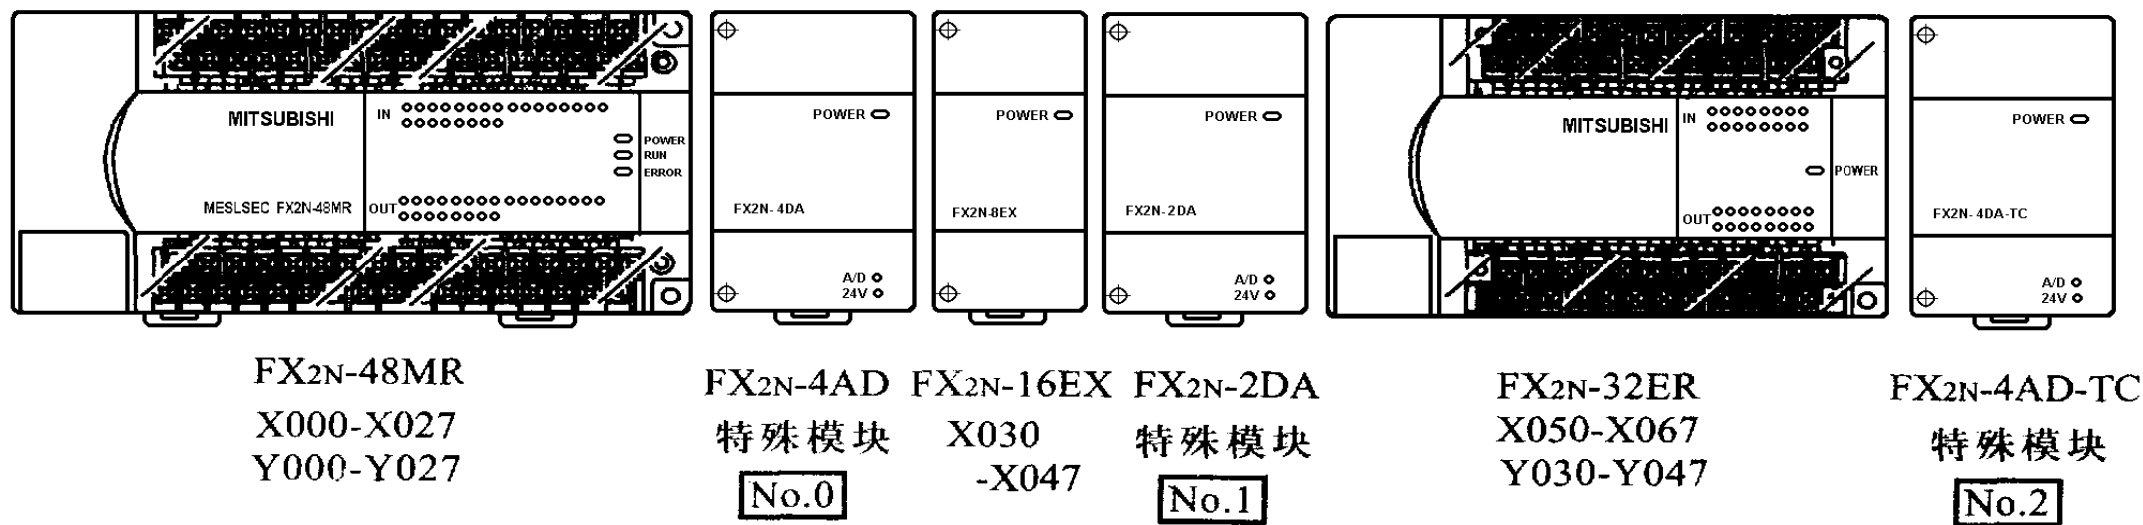 MITSUBISHI
IN
POWER
RUN
ERROR
MESLSEC FX2N-48MR
OUT
POWER
FX2N-4DA
A/D
24V
POWER
FX2N-8EX
POWER
FX2N-2DA
A/D
24V
MITSUBISHI
IN
POWER
OUT
POWER
FX2N-4DA-TC
A/D
24V
FX2N-48MR
X000-X027
Y000-Y027
FX2N-4AD
特殊模块
No.0
FX2N-16EX
X030
-X047
FX2N-2DA
特殊模块
No.1
FX2N-32ER
X050-X067
Y030-Y047
FX2N-4AD-TC
特殊模块
No.2